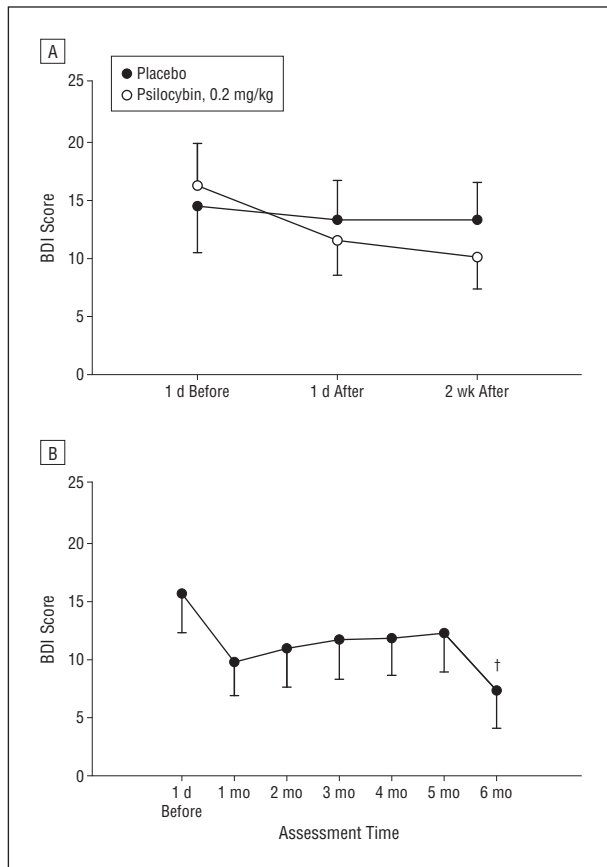 A
Placebo
Psilocybin, 0.2 mg/kg
25
20
15
10
5
0
BDI Score
1 d Before
1 d After
2 wk After
B
25
20
15
10
5
0
BDI Score
†
1 d
Before
1 mo
2 mo
3 mo
4 mo
5 mo
6 mo
Assessment Time